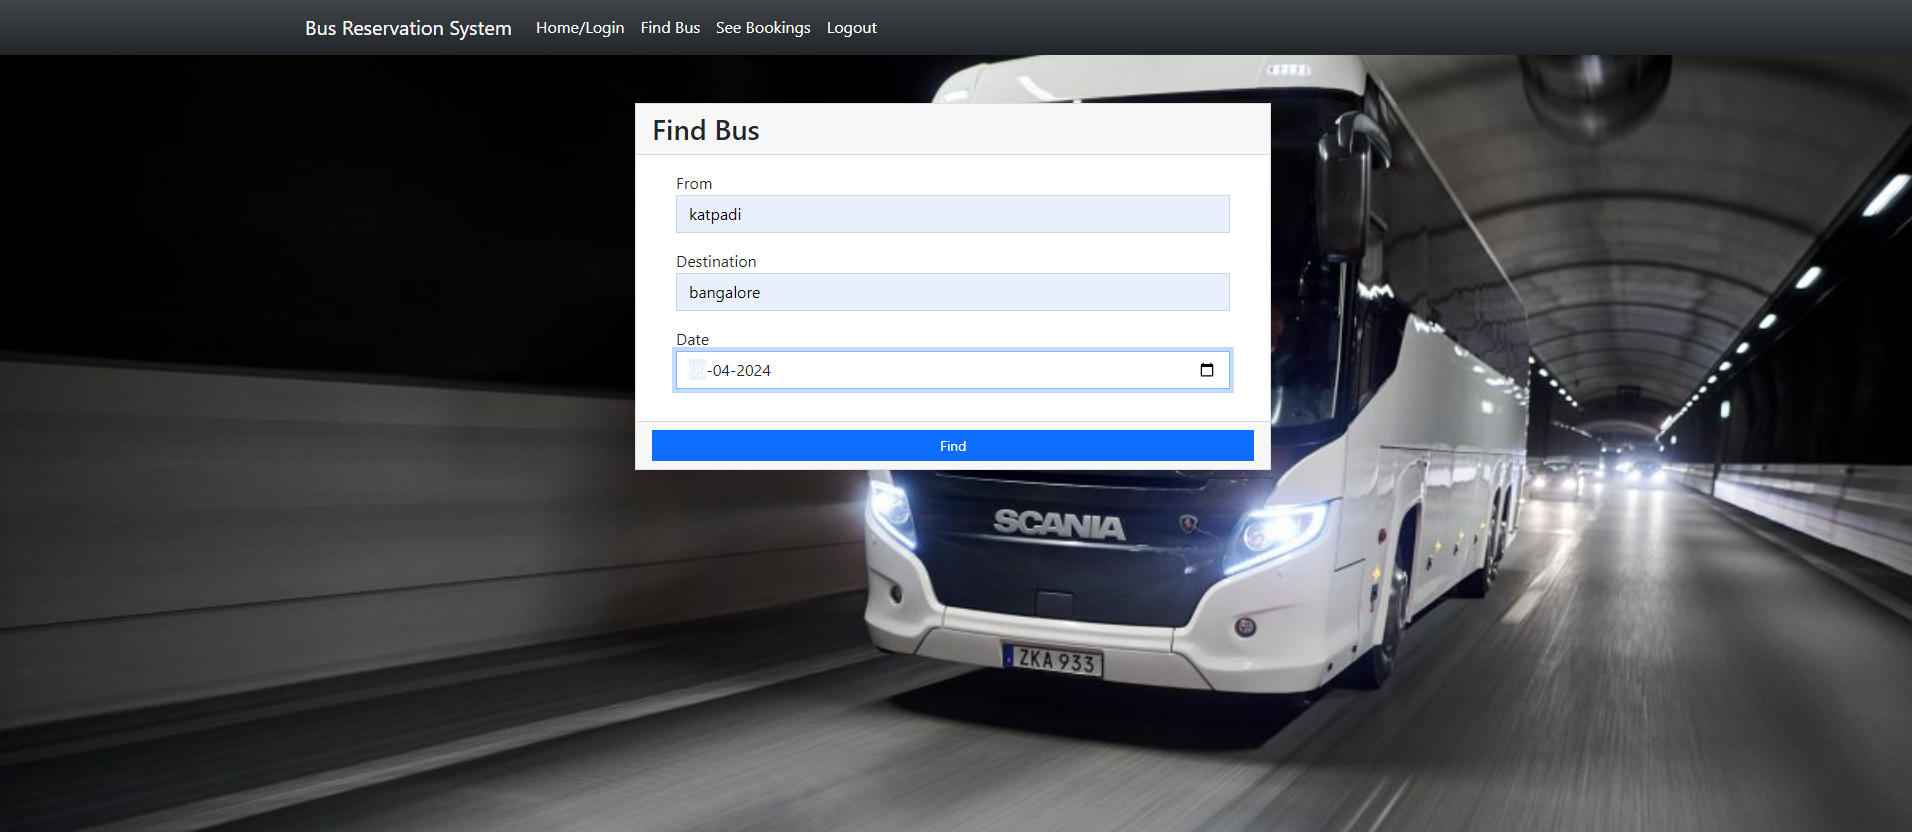 Bus Reservation System Home/Login Find Bus See Bookings Logout
Find Bus
From
katpadi
Destination
bangalore
Date
-04-2024
Find
SCANIA
ZKA 933